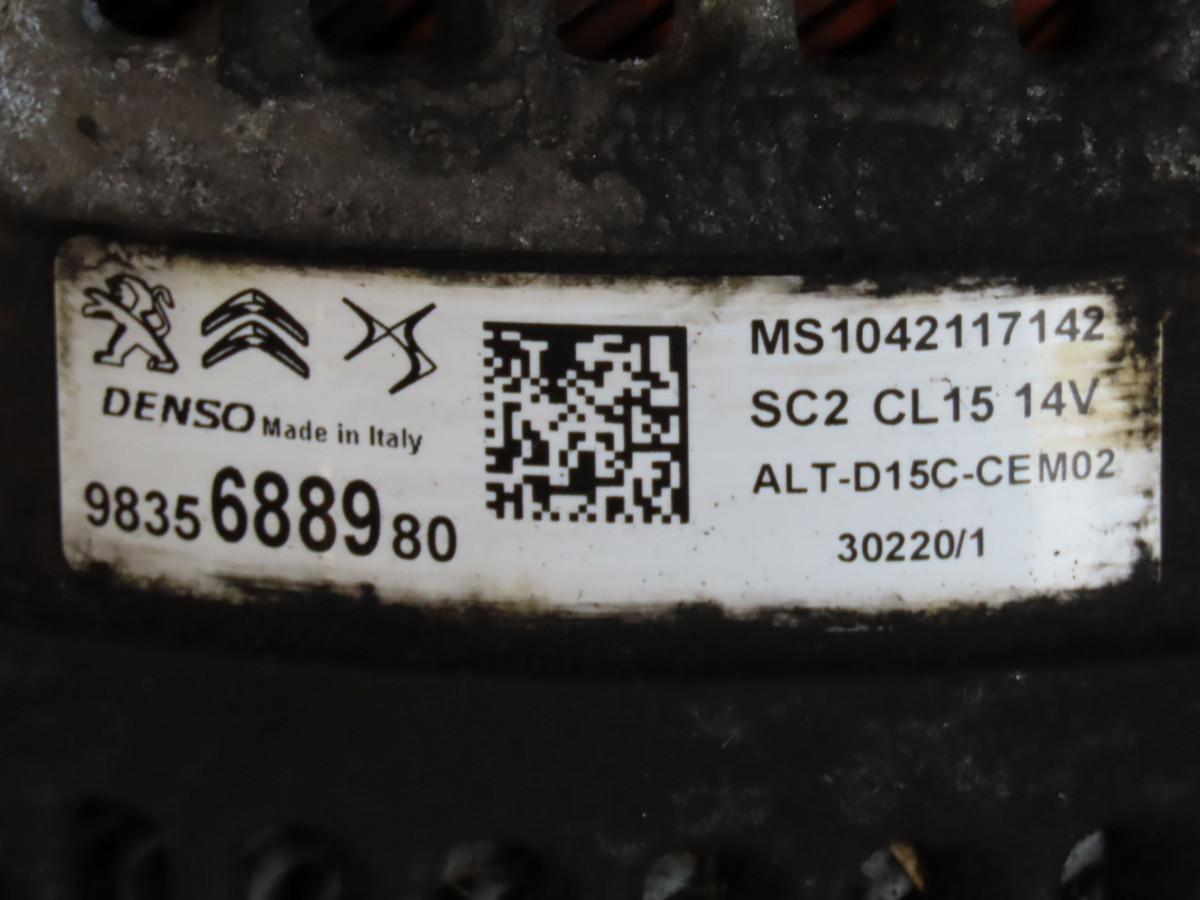 DENSO Made in Italy
9835688980
MS1042117142
SC2 CL15 14V
ALT-D15C-CEM02
30220/1